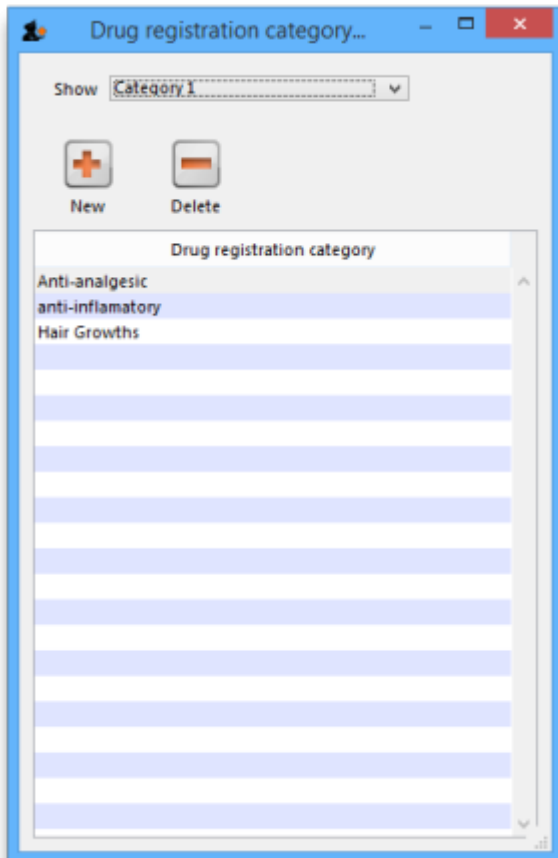 Drug registration category...
Show Category 1
New Delete
Drug registration category
Anti-analgesic
anti-inflamatory
Hair Growths